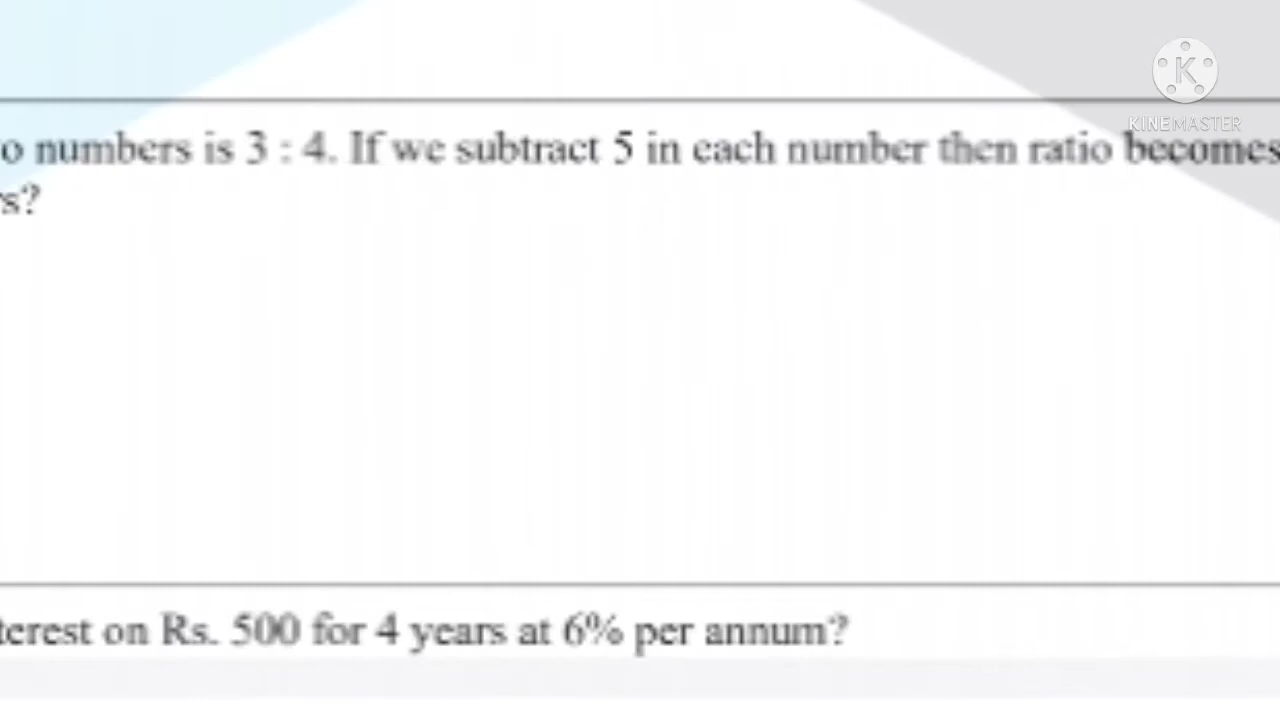 KINEMASTER
o numbers is 3 : 4. If we subtract 5 in each number then ratio becomes
s?
terest on Rs. 500 for 4 years at 6% per annum?